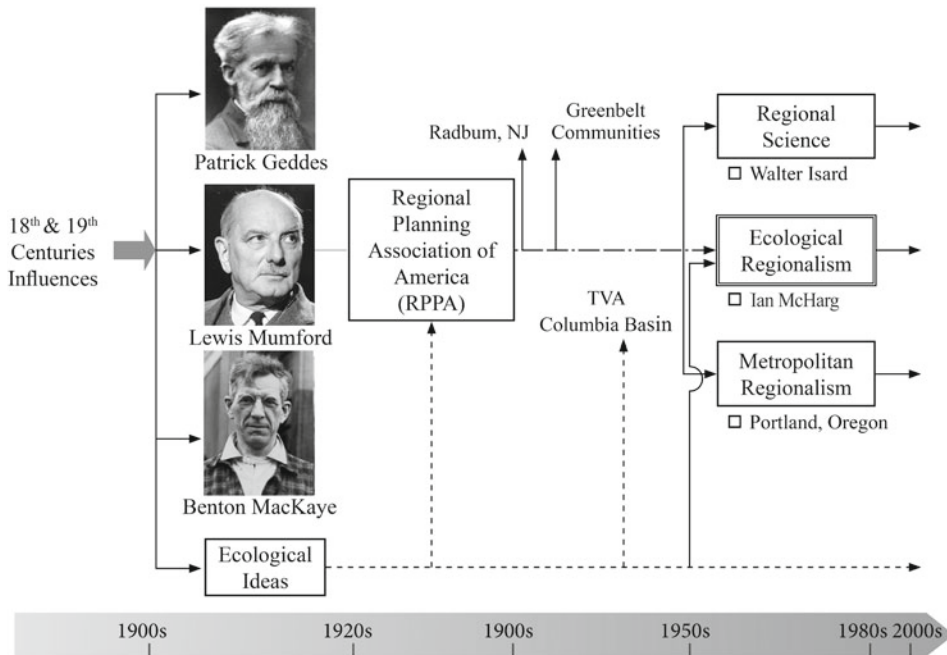 18th & 19th
Centuries
Influences
Patrick Geddes
Lewis Mumford
Benton MacKaye
Ecological
Ideas
Regional
Planning
Association of
America
(RPPA)
Radbum, NJ
Greenbelt
Communities
TVA
Columbia Basin
Regional
Science
Walter Isard
Ecological
Regionalism
Ian McHarg
Metropolitan
Regionalism
Portland, Oregon
1900s 1920s 1900s 1950s 1980s 2000s